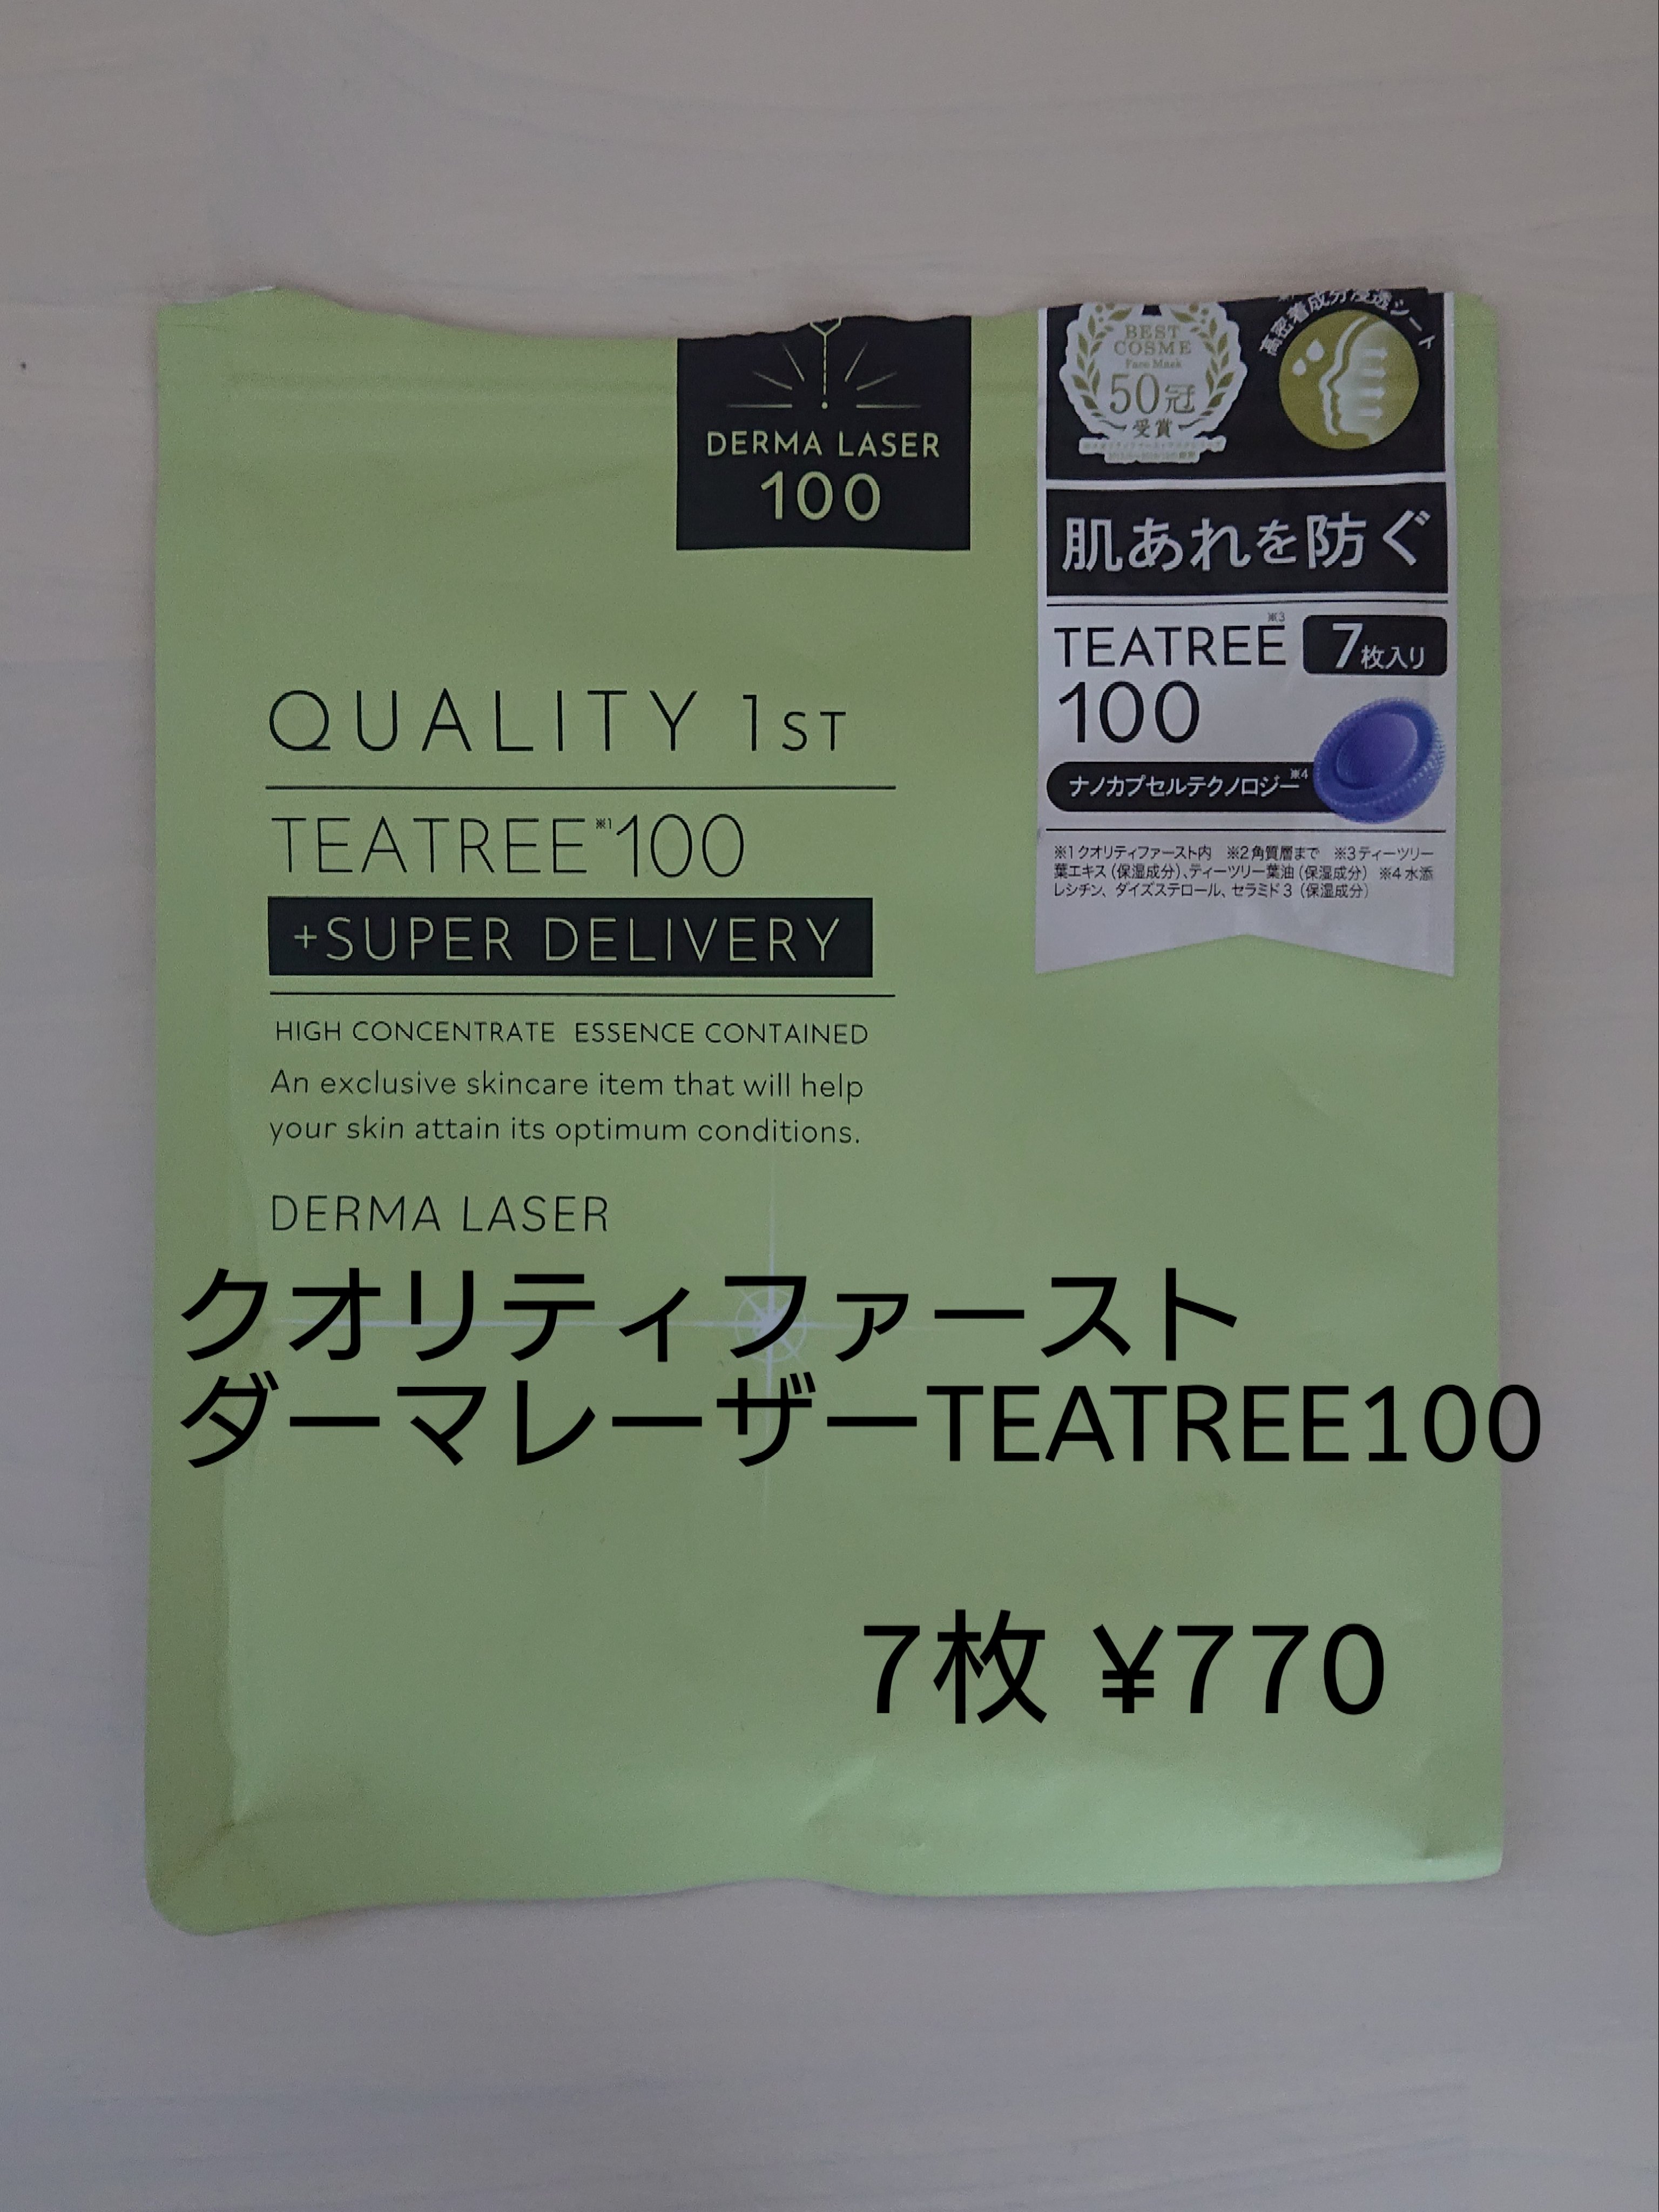 DERMA LASER
100
BEST
COSME
Face Mask
50冠
受賞
高密着成分浸透シート
肌あれを防ぐ
TEATREE※3
7枚入り
100
ナノカプセルテクノロジー※4
※1クオリティファースト内 ※2角質層まで ※3ティーツリー
葉エキス(保湿成分)、ティーツリー葉油(保湿成分) ※4水添
レシチン、ダイズステロール、セラミド3(保湿成分)
QUALITY 1ST
TEATREE※1100
+SUPER DELIVERY
HIGH CONCENTRATE ESSENCE CONTAINED
An exclusive skincare item that will help
your skin attain its optimum conditions.
DERMA LASER
クオリティファースト
ダーマレーザーTEATREE100
7枚 ¥770